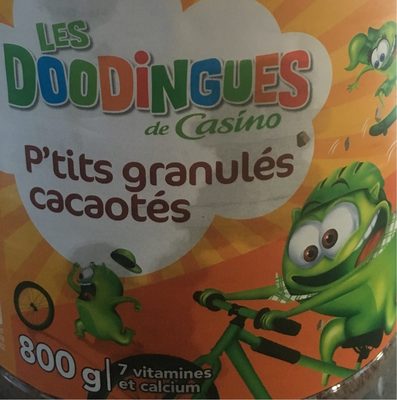 LES
DOODiNGUES
de Casino
P'tits granulés
cacaotés
800 g
7 vitamines
et calcium